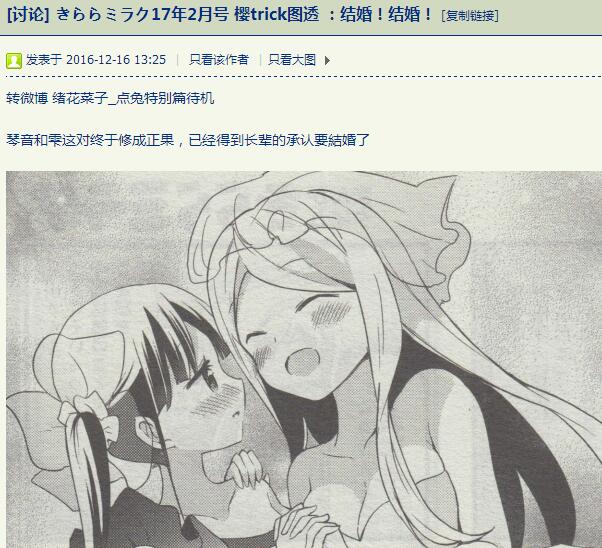 [讨论] きららミラク17年2月号 樱trick图透 ：结婚！结婚！ [复制链接]
发表于 2016-12-16 13:25 | 只看该作者 | 只看大图
转微博 绪花菜子_点兔特别篇待机
琴音和雫这对终于修成正果，已经得到长辈的承认要結婚了